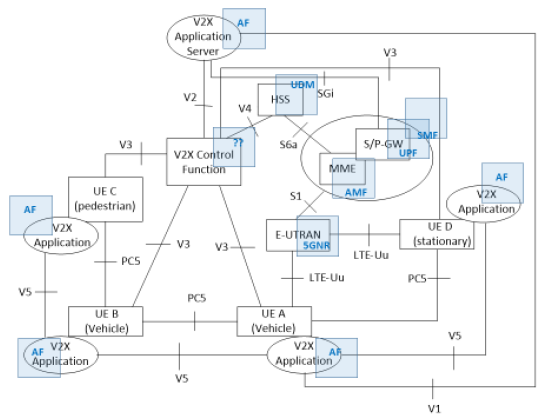 V2X
Application
Server
AF
V3
UDM
HSS
SGi
V2
V4
??
V2X Control
Function
S6a
SMF
S/P-GW
UPF
MME
AMF
V3
UE C
(pedestrian)
AF
V2X
Application
S1
AF
V2X
Application
E-UTRAN
5GNR
UE D
(stationary)
LTE-Uu
V3
V3
PC5
LTE-Uu
PC5
V5
PC5
UE B
(Vehicle)
UE A
(Vehicle)
V5
AF
V2X
Application
V5
V2X
Application
AF
V1